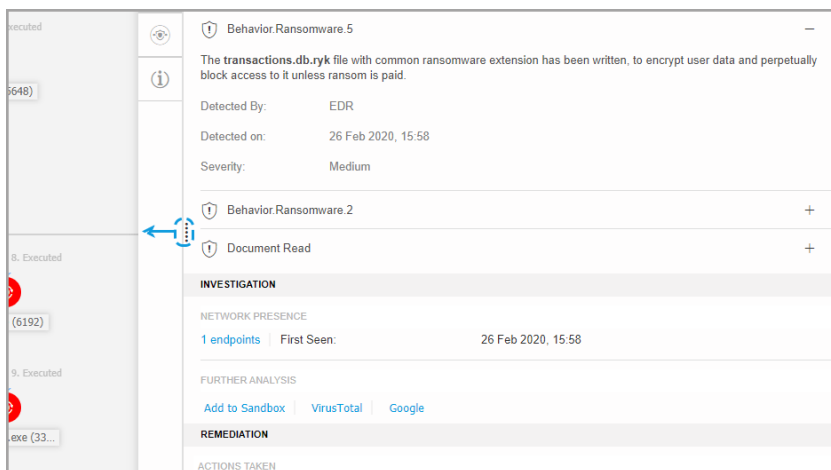 xecuted
5648)
8. Executed
(6192)
9. Executed
.exe (33...
Behavior.Ransomware.5
The transactions.db.ryk file with common ransomware extension has been written, to encrypt user data and perpetually
block access to it unless ransom is paid.
Detected By: EDR
Detected on: 26 Feb 2020, 15:58
Severity: Medium
Behavior.Ransomware.2
Document Read
INVESTIGATION
NETWORK PRESENCE
1 endpoints First Seen: 26 Feb 2020, 15:58
FURTHER ANALYSIS
Add to Sandbox VirusTotal Google
REMEDIATION
ACTIONS TAKEN